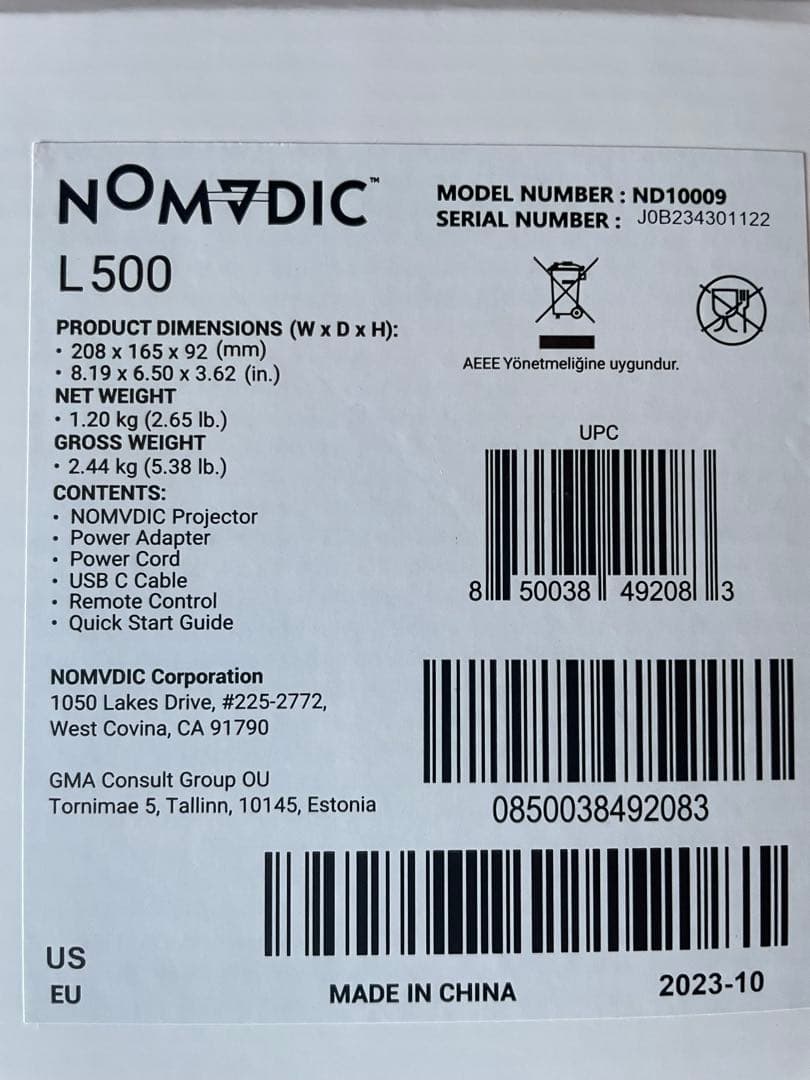 NOMVDIC™
L500
PRODUCT DIMENSIONS (W x D x H):
• 208 x 165 x 92 (mm)
• 8.19 x 6.50 x 3.62 (in.)
NET WEIGHT
• 1.20 kg (2.65 lb.)
GROSS WEIGHT
• 2.44 kg (5.38 lb.)
CONTENTS:
• NOMVDIC Projector
• Power Adapter
• Power Cord
• USB C Cable
• Remote Control
• Quick Start Guide
NOMVDIC Corporation
1050 Lakes Drive, #225-2772,
West Covina, CA 91790
GMA Consult Group OU
Tornimae 5, Tallinn, 10145, Estonia
US
EU
MODEL NUMBER : ND10009
SERIAL NUMBER : J0B234301122
AEEE Yönetmeliğine uygundur.
UPC
8 50038 49208 3
0850038492083
MADE IN CHINA
2023-10